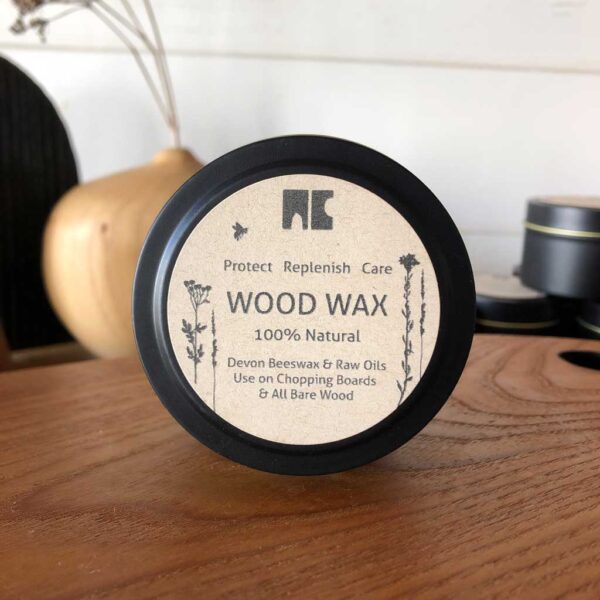 Protect Replenish Care
WOOD WAX
100% Natural
Devon Beeswax & Raw Oils
Use on Chopping Boards
& All Bare Wood